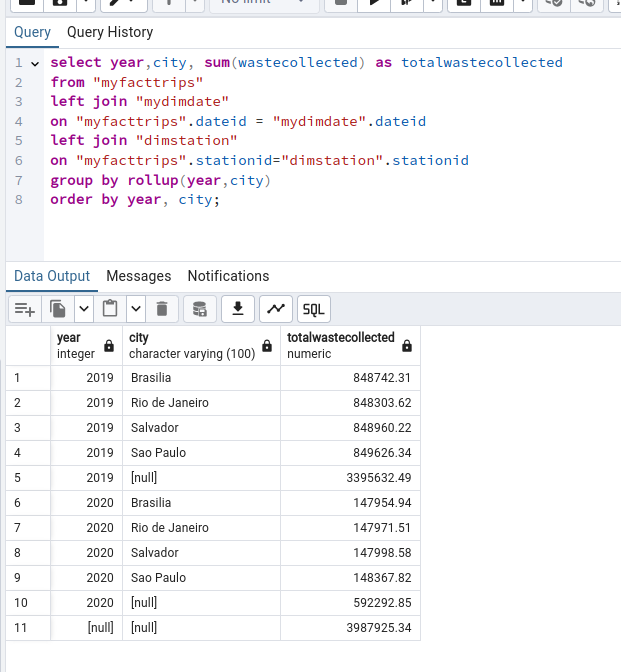 No limit
Query Query History
1 select year,city, sum(wastecollected) as totalwastecollected
2 from "myfacttrips"
3 left join "mydimdate"
4 on "myfacttrips".dateid = "mydimdate".dateid
5 left join "dimstation"
6 on "myfacttrips".stationid="dimstation".stationid
7 group by rollup(year,city)
8 order by year, city;
Data Output Messages Notifications
SQL
year city totalwastecollected
integer character varying (100) numeric
1 2019 Brasilia 848742.31
2 2019 Rio de Janeiro 848303.62
3 2019 Salvador 848960.22
4 2019 Sao Paulo 849626.34
5 2019 [null] 3395632.49
6 2020 Brasilia 147954.94
7 2020 Rio de Janeiro 147971.51
8 2020 Salvador 147998.58
9 2020 Sao Paulo 148367.82
10 2020 [null] 592292.85
11 [null] [null] 3987925.34